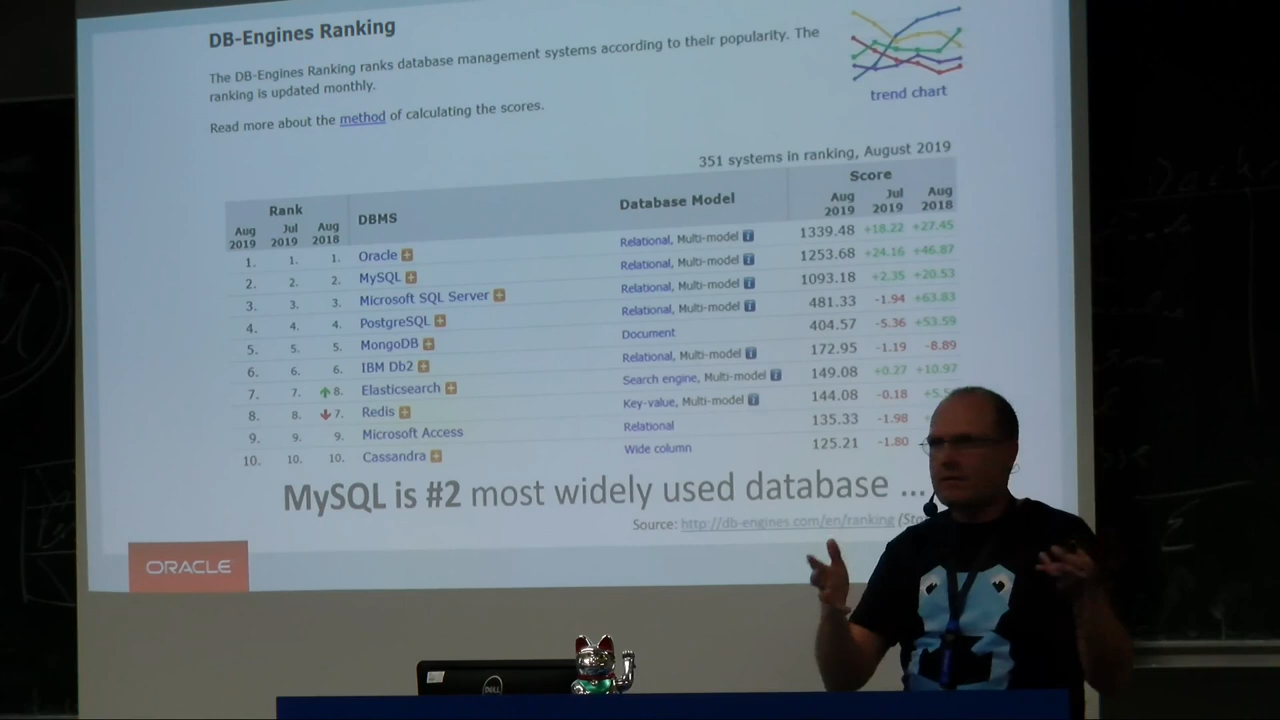 DB-Engines Ranking
The DB-Engines Ranking ranks database management systems according to their popularity. The
ranking is updated monthly.
Read more about the method of calculating the scores.
trend chart
351 systems in ranking, August 2019
Rank DBMS Database Model Score
Aug 2019 Jul 2019 Aug 2018 Aug 2019 Jul 2019 Aug 2018
1. 1. 1. Oracle Relational, Multi-model 1339.48 +18.22 +27.45
2. 2. 2. MySQL Relational, Multi-model 1253.68 +24.16 +46.87
3. 3. 3. Microsoft SQL Server Relational, Multi-model 1093.18 +2.35 +20.53
4. 4. 4. PostgreSQL Relational, Multi-model 481.33 -1.94 +63.83
5. 5. 5. MongoDB Document 404.57 -5.36 +53.59
6. 6. 6. IBM Db2 Relational, Multi-model 172.95 -1.19 -8.89
7. 7. 8. Elasticsearch Search engine, Multi-model 149.08 +0.27 +10.97
8. 8. 7. Redis Key-value, Multi-model 144.08 -0.18
9. 9. 9. Microsoft Access Relational 135.33 -1.98
10. 10. 10. Cassandra Wide column 125.21 -1.80
MySQL is #2 most widely used database ...
Source: http://db-engines.com/en/ranking
ORACLE
DELL